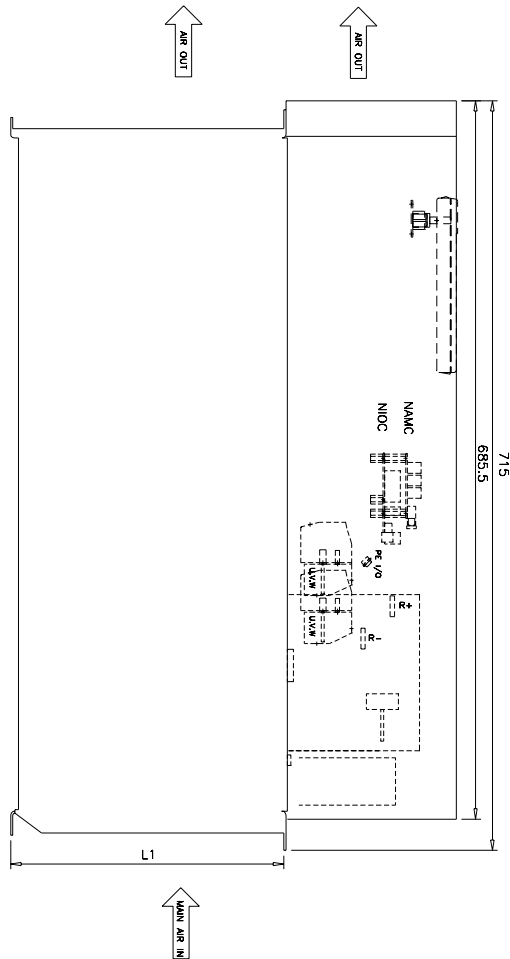 AIR OUT
AIR OUT
715
685.5
NAMC
NIOC
PE I/O
U.V.W
R+
U.V.W
R-
L1
MAIN AIR IN